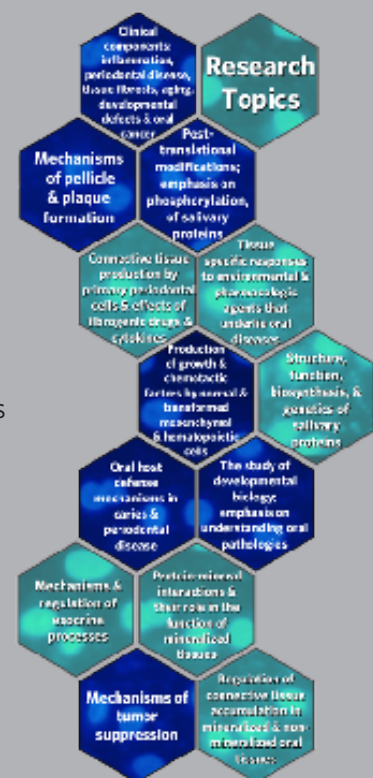 Clinical
components:
inflammation,
periodontal disease,
tissue fibrosis, aging,
developmental
defects & oral
cancer
Research
Topics
Mechanisms
of pellicle
& plaque
formation
Post-
translational
modifications;
emphasis on
phosphorylation,
of salivary
proteins
Connective tissue
production by
primary periodontal
cells & effects of
fibrogenic drugs &
cytokines
Tissue
specific responses
to environmental &
pharmacologic
agents that
underlie oral
diseases
Production
of growth &
chemotactic
factors by normal &
transformed
mesenchymal
& hematopoietic
cells
Structure,
function,
biosynthesis, &
genetics of
salivary
proteins
s
Oral host
defense
mechanisms in
caries &
periodontal
disease
The study of
developmental
biology;
emphasis on
understanding oral
pathologies
Mechanisms &
regulation of
exocrine
processes
Protein-mineral
interactions &
their role in the
function of
mineralized
tissues
Mechanisms of
tumor
suppression
Regulation of
connective tissue
accumulation in
mineralized & non-
mineralized oral
tissues